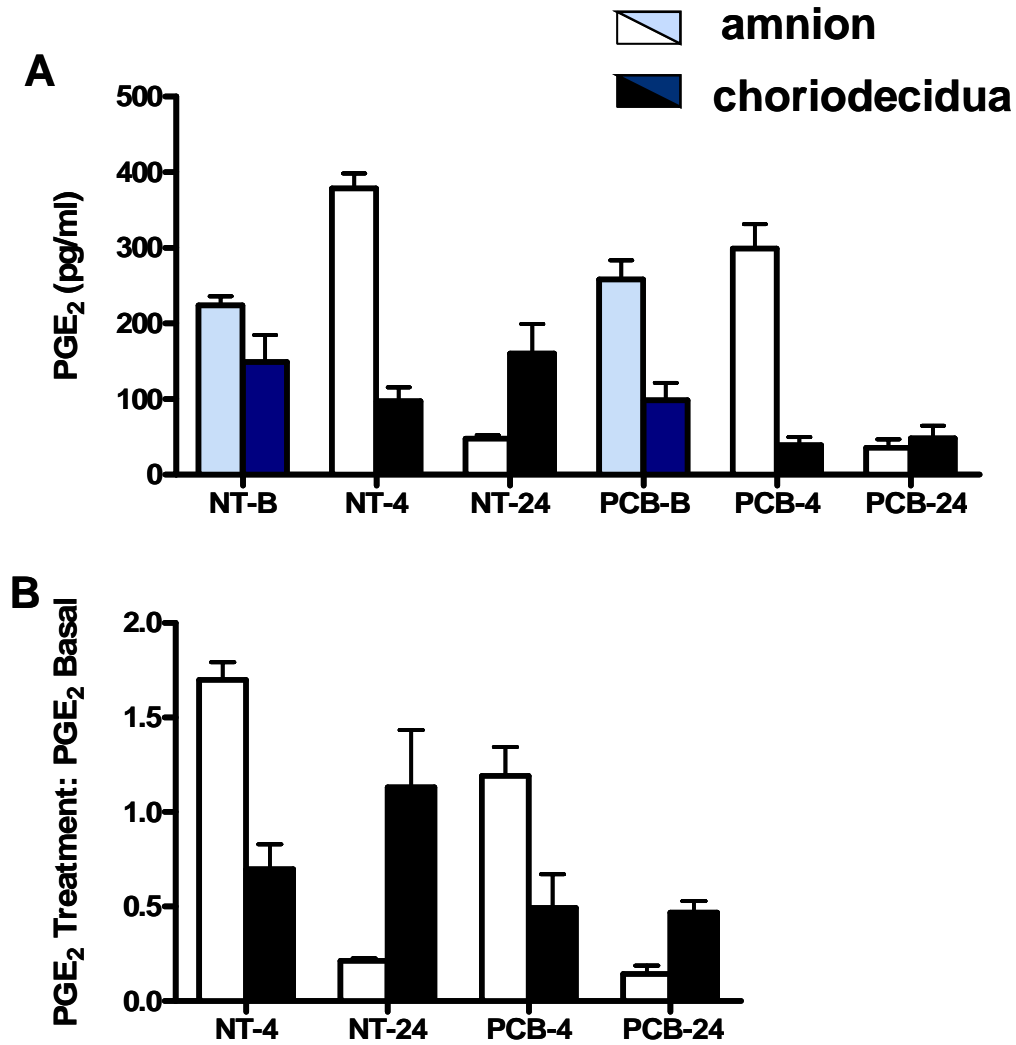 amnion
choriodecidua
A
PGE₂ (pg/ml)
500
400
300
200
100
0
NT-B NT-4 NT-24 PCB-B PCB-4 PCB-24
B
PGE₂ Treatment: PGE₂ Basal
2.0
1.5
1.0
0.5
0.0
NT-4 NT-24 PCB-4 PCB-24